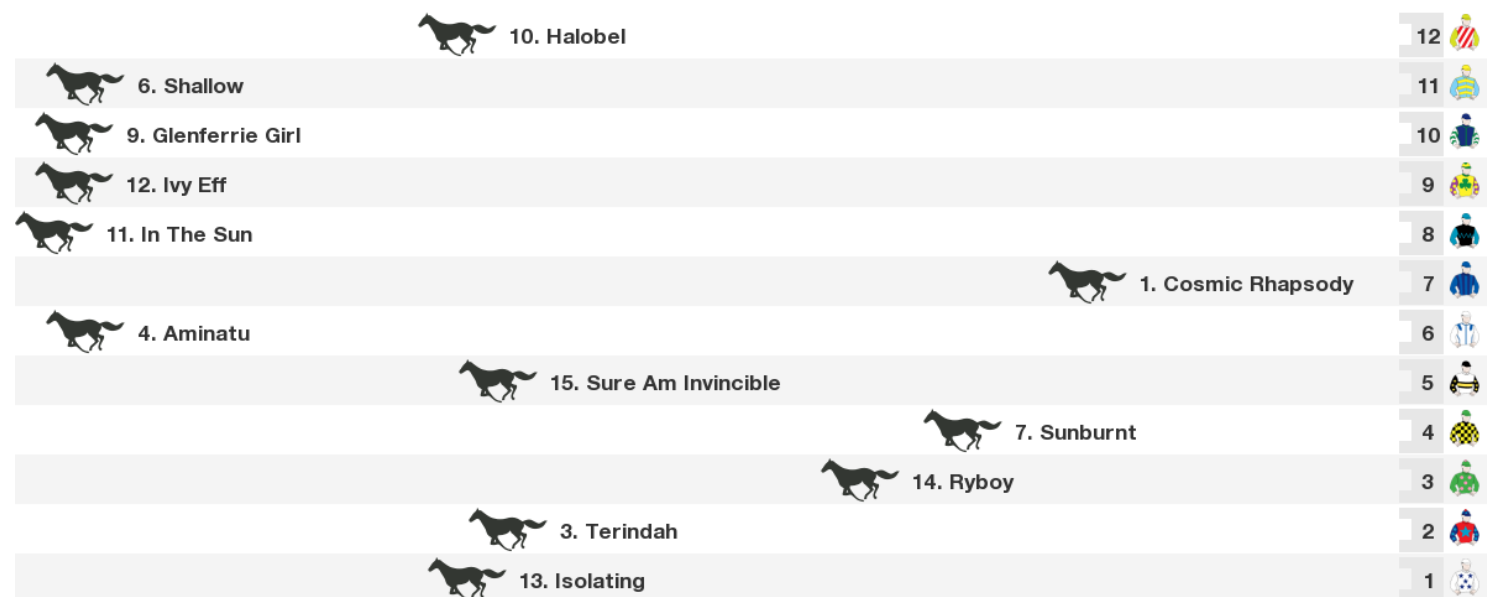 10. Halobel 12
6. Shallow 11
9. Glenferrie Girl 10
12. Ivy Eff 9
11. In The Sun 8
1. Cosmic Rhapsody 7
4. Aminatu 6
15. Sure Am Invincible 5
7. Sunburnt 4
14. Ryboy 3
3. Terindah 2
13. Isolating 1